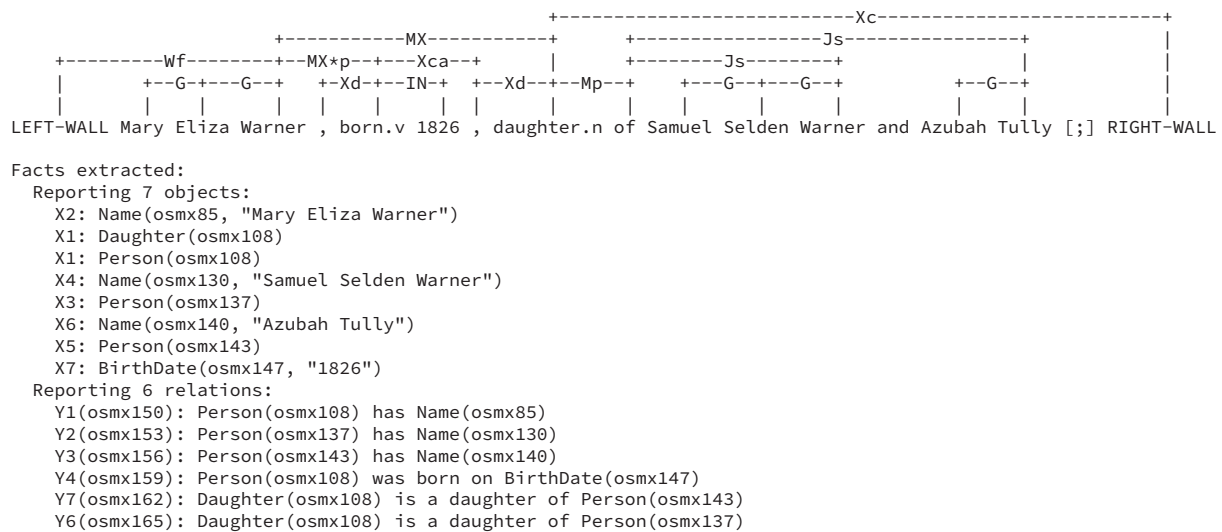 +---------------------------Xc--------------------------+
                           +-----------MX-----------+       +-----------------Js----------------+             |
     +---------Wf--------+--MX*p--+---Xca--+       |       +--------Js-------+                 |             |
     |       +--G-+---G--+   +-Xd-+--IN-+  +--Xd--+--Mp--+    +---G---+---G--+          +--G--+             |
     |       |    |      |   |    |     |  |      |      |    |       |      |          |     |             |
LEFT-WALL Mary Eliza Warner , born.v 1826 , daughter.n of Samuel Selden Warner and Azubah Tully [;] RIGHT-WALL
Facts extracted:
Reporting 7 objects:
X2: Name(osmx85, "Mary Eliza Warner")
X1: Daughter(osmx108)
X1: Person(osmx108)
X4: Name(osmx130, "Samuel Selden Warner")
X3: Person(osmx137)
X6: Name(osmx140, "Azubah Tully")
X5: Person(osmx143)
X7: BirthDate(osmx147, "1826")
Reporting 6 relations:
Y1(osmx150): Person(osmx108) has Name(osmx85)
Y2(osmx153): Person(osmx137) has Name(osmx130)
Y3(osmx156): Person(osmx143) has Name(osmx140)
Y4(osmx159): Person(osmx108) was born on BirthDate(osmx147)
Y7(osmx162): Daughter(osmx108) is a daughter of Person(osmx143)
Y6(osmx165): Daughter(osmx108) is a daughter of Person(osmx137)